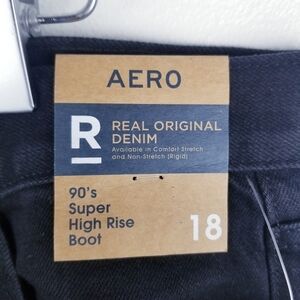 AERO
R
REAL ORIGINAL
DENIM
Available in Comfort Stretch
and Non-Stretch (Rigid)
90's
Super
High Rise
Boot
18